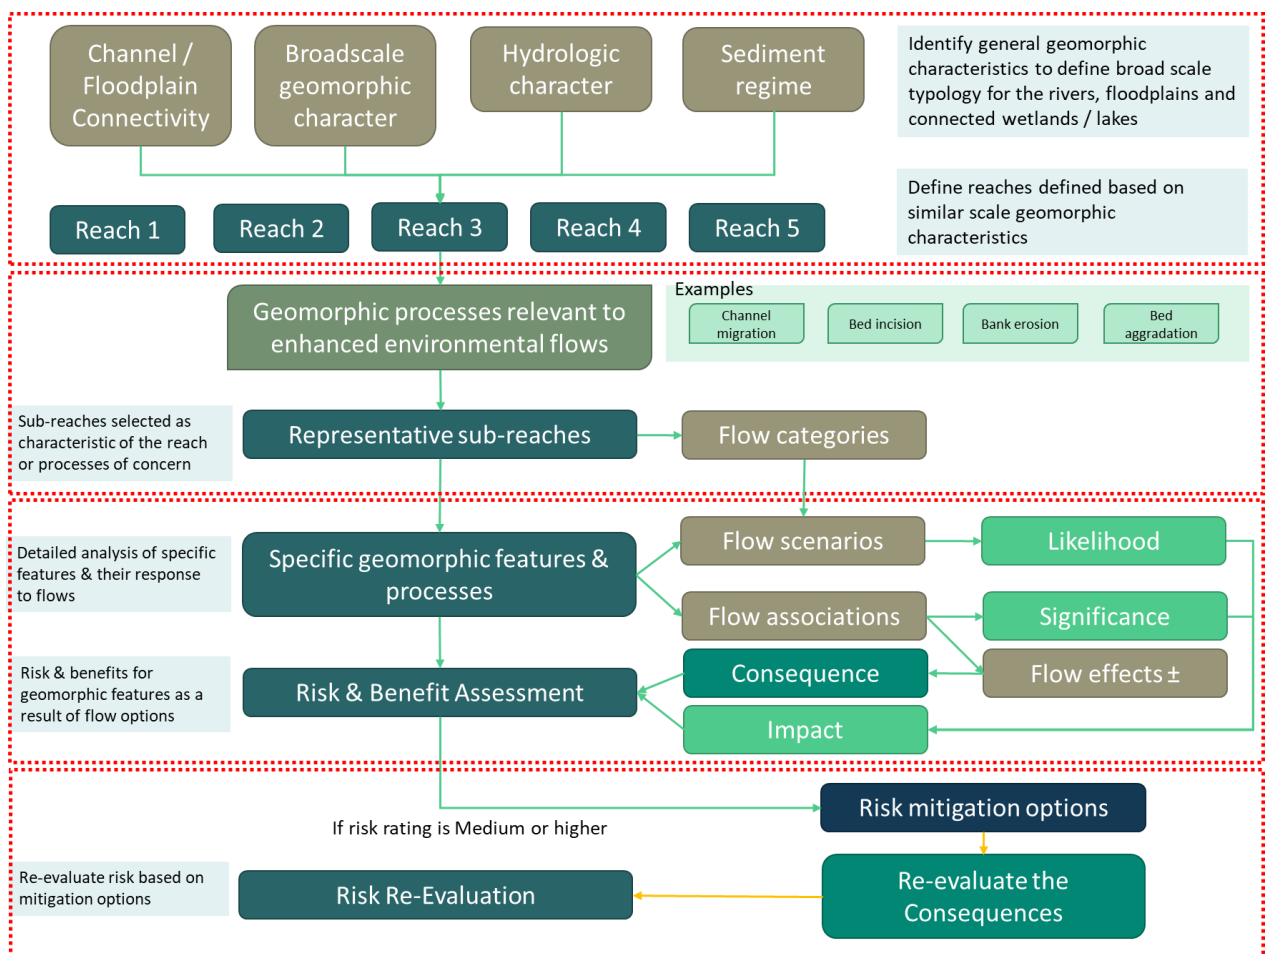 Channel /
Floodplain
Connectivity
Broadscale
geomorphic
character
Hydrologic
character
Sediment
regime
Identify general geomorphic
characteristics to define broad scale
typology for the rivers, floodplains and
connected wetlands / lakes
Define reaches defined based on
similar scale geomorphic
characteristics
Reach 1
Reach 2
Reach 3
Reach 4
Reach 5
Geomorphic processes relevant to
enhanced environmental flows
Examples
Channel
migration
Bed incision
Bank erosion
Bed
aggradation
Sub-reaches selected as
characteristic of the reach
or processes of concern
Representative sub-reaches
Flow categories
Detailed analysis of specific
features & their response
to flows
Specific geomorphic features &
processes
Flow scenarios
Likelihood
Flow associations
Significance
Risk & benefits for
geomorphic features as a
result of flow options
Risk & Benefit Assessment
Consequence
Flow effects ±
Impact
Risk mitigation options
If risk rating is Medium or higher
Re-evaluate risk based on
mitigation options
Risk Re-Evaluation
Re-evaluate the
Consequences